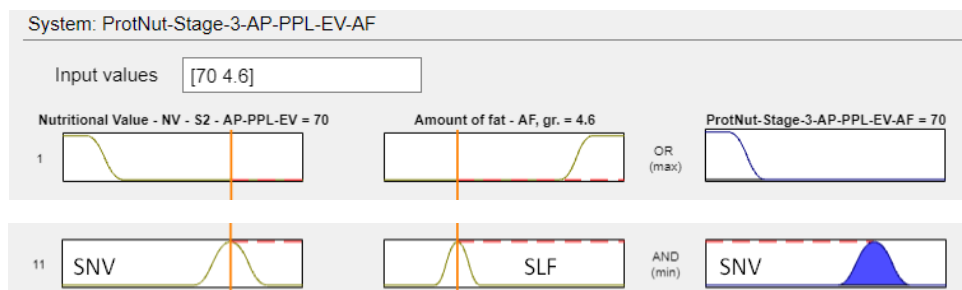 System: ProtNut-Stage-3-AP-PPL-EV-AF
Input values [70 4.6]
Nutritional Value - NV - S2 - AP-PPL-EV = 70 Amount of fat - AF, gr. = 4.6 ProtNut-Stage-3-AP-PPL-EV-AF = 70
1 OR
(max)
11 SNV SLF AND SNV
(min)